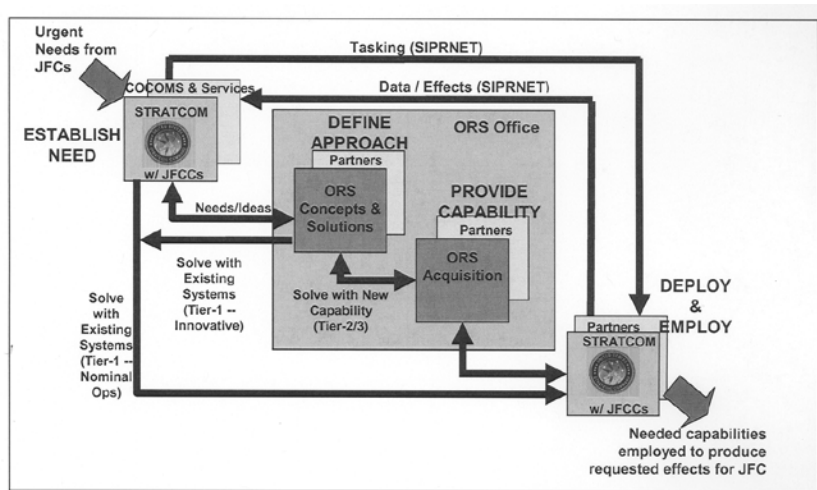 Urgent
Needs from
JFCs
Tasking (SIPRNET)
COCOMS & Services
Data / Effects (SIPRNET)
STRATCOM
w/ JFCCs
ESTABLISH
NEED
DEFINE
APPROACH
ORS Office
Partners
ORS
Concepts &
Solutions
PROVIDE
CAPABILITY
Partners
ORS
Acquisition
Needs/Ideas
Solve with
Existing
Systems
(Tier-1 --
Innovative)
Solve with New
Capability
(Tier-2/3)
Solve
with
Existing
Systems
(Tier-1 --
Nominal
Ops)
DEPLOY
&
EMPLOY
Partners
STRATCOM
w/ JFCCs
Needed capabilities
employed to produce
requested effects for JFC